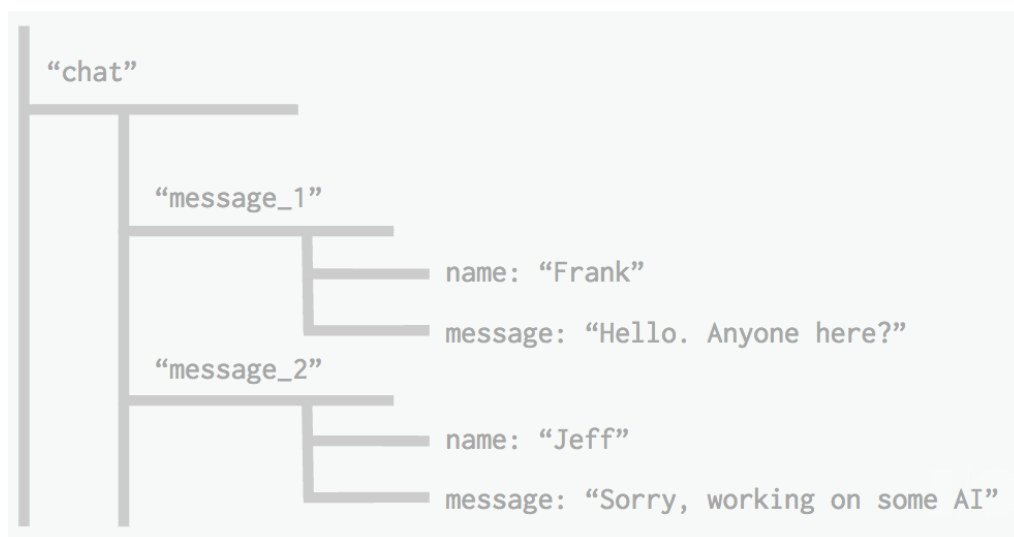 “chat”
“message_1”
name: “Frank”
message: “Hello. Anyone here?”
“message_2”
name: “Jeff”
message: “Sorry, working on some AI”